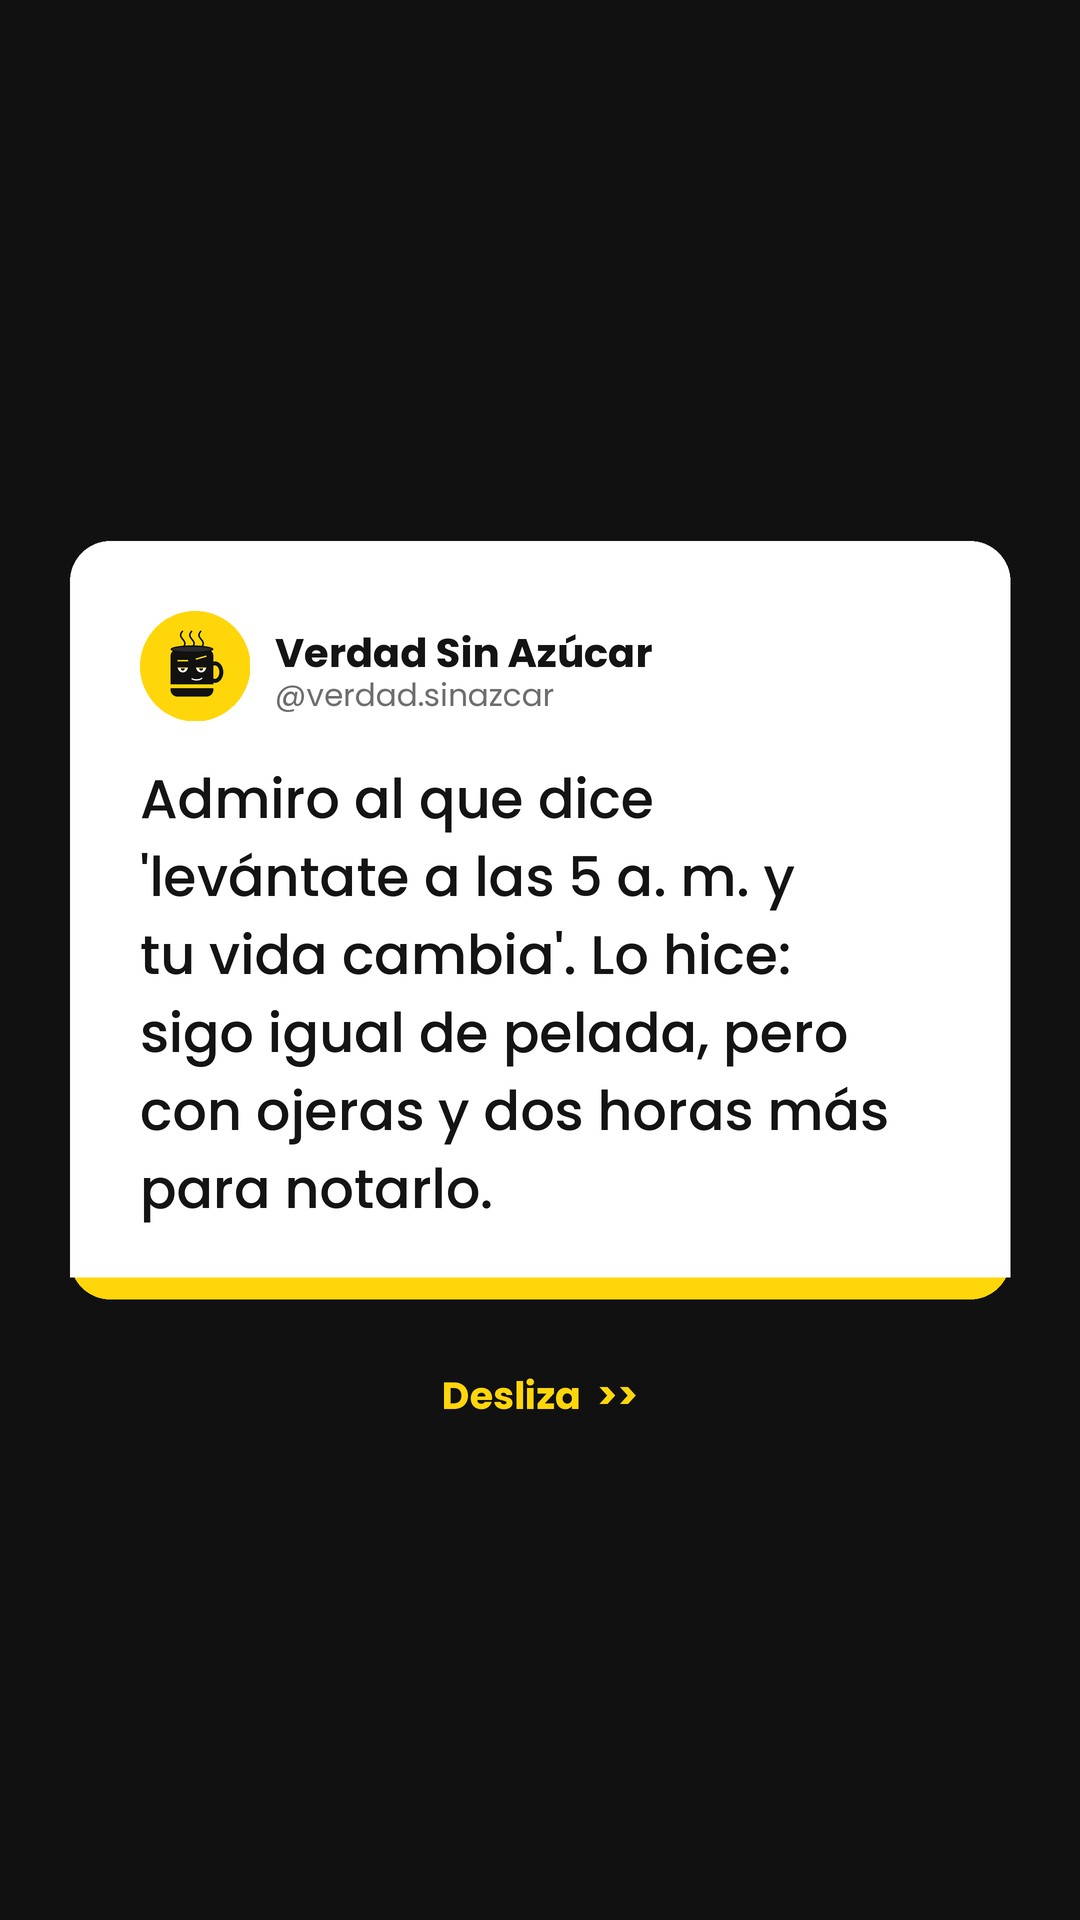 Verdad Sin Azúcar
@verdad.sinazcar
Admiro al que dice
'levántate a las 5 a. m. y
tu vida cambia'. Lo hice:
sigo igual de pelada, pero
con ojeras y dos horas más
para notarlo.
Desliza >>